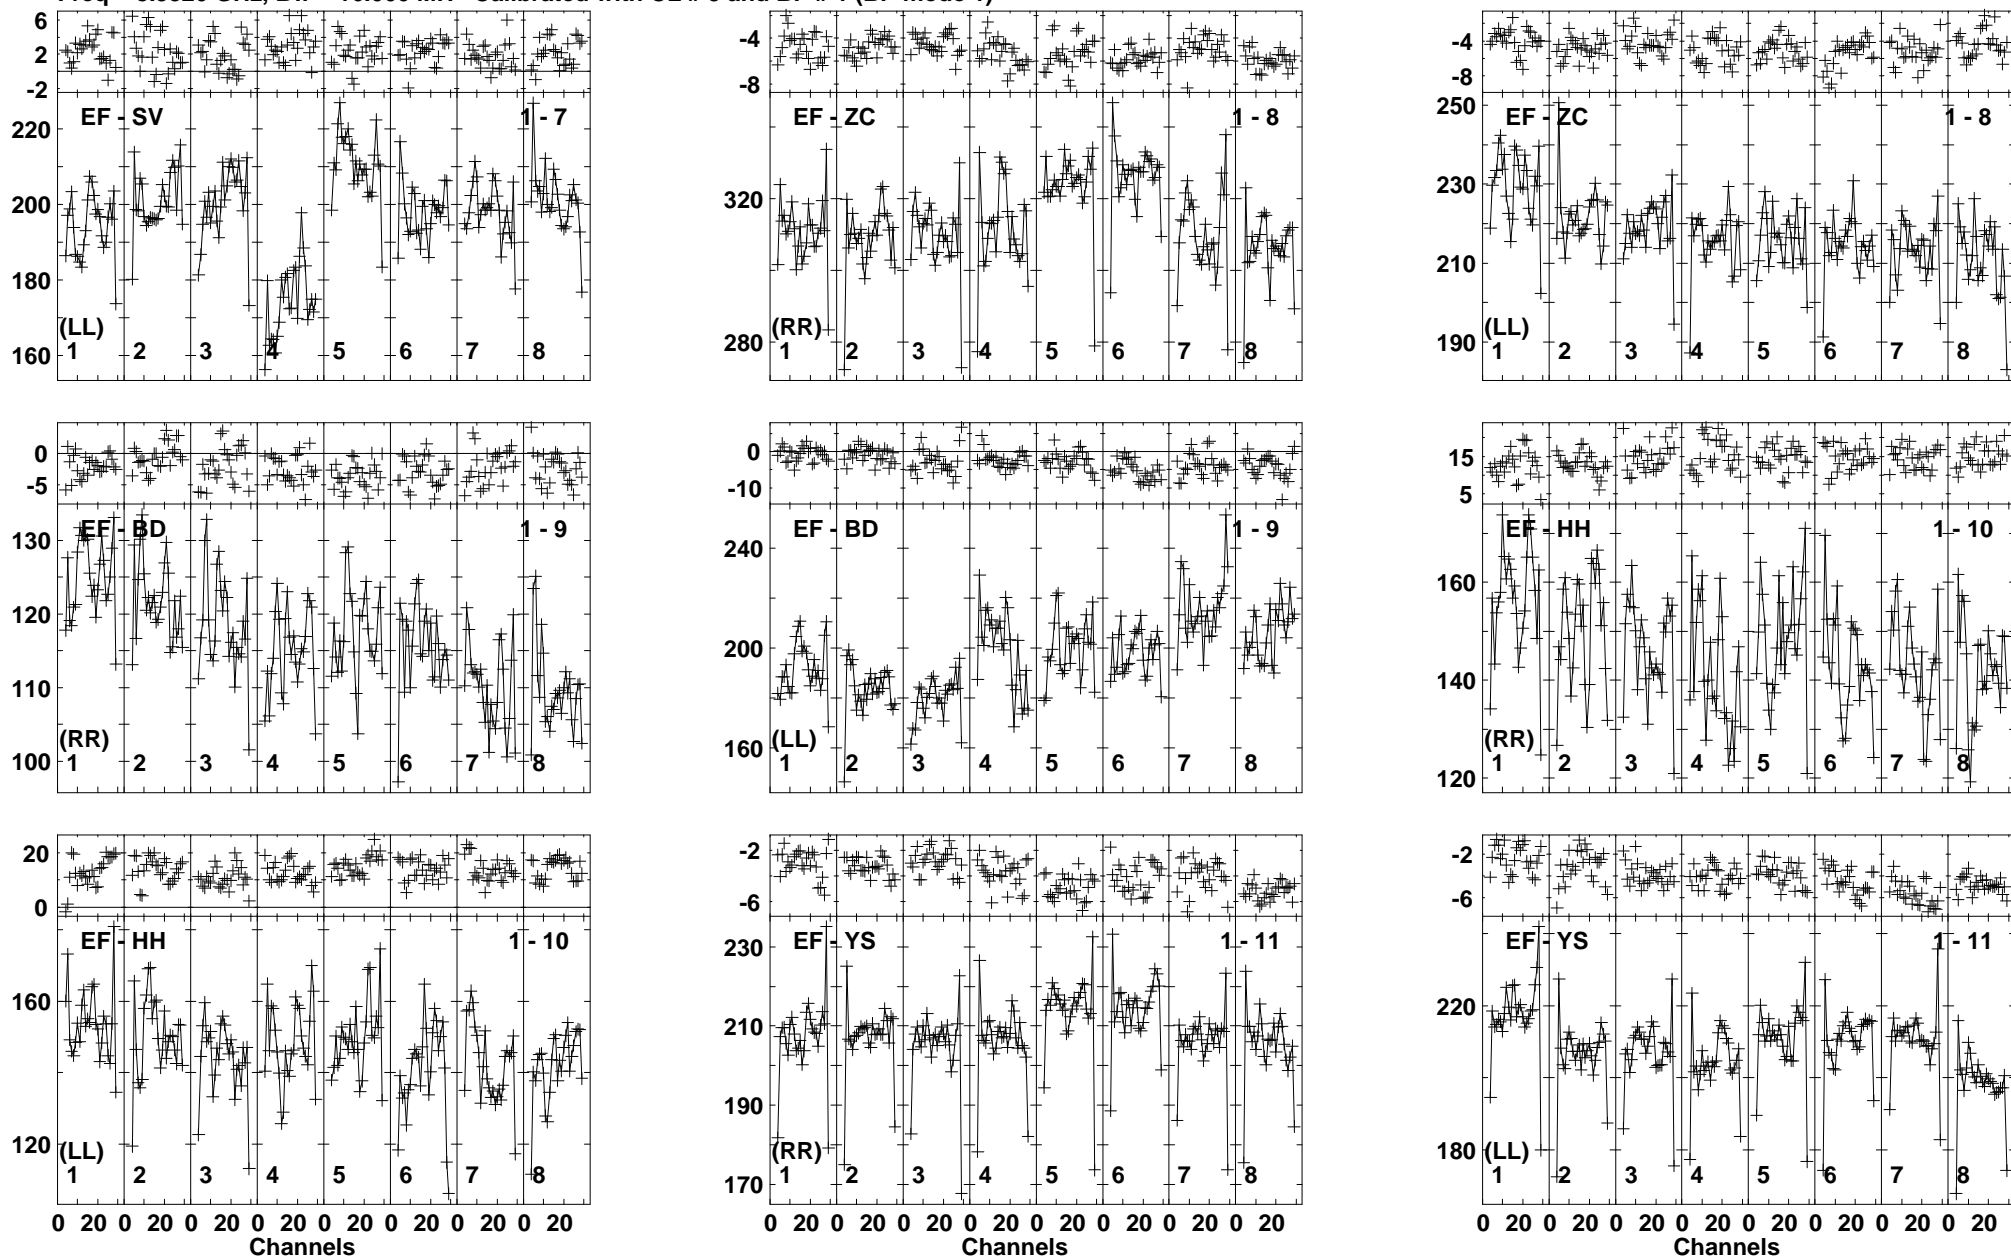 6 2 -2
EF - SV 1 - 7
220 200 180 160
(LL)
1 2 3 4 5 6 7 8
-4 -8
EF - ZC 1 - 8
320 280
(RR)
1 2 3 4 5 6 7 8
-4 -8
EF - ZC 1 - 8
250 230 210 190
(LL)
1 2 3 4 5 6 7 8
0 -5
EF - BD 1 - 9
130 120 110 100
(RR)
1 2 3 4 5 6 7 8
0 -10
EF - BD 1 - 9
240 200 160
(LL)
1 2 3 4 5 6 7 8
15 5
EF - HH 1 - 10
160 140 120
(RR)
1 2 3 4 5 6 7 8
20 10 0
EF - HH 1 - 10
160 120
(LL)
1 2 3 4 5 6 7 8
0 20 0 20 0 20 0 20 0 20 0 20 0 20 0 20
Channels
-2 -6
EF - YS 1 - 11
230 210 190 170
(RR)
1 2 3 4 5 6 7 8
0 20 0 20 0 20 0 20 0 20 0 20 0 20 0 20
Channels
-2 -6
EF - YS 1 - 11
220 180
(LL)
1 2 3 4 5 6 7 8
0 20 0 20 0 20 0 20 0 20 0 20 0 20 0 20
Channels